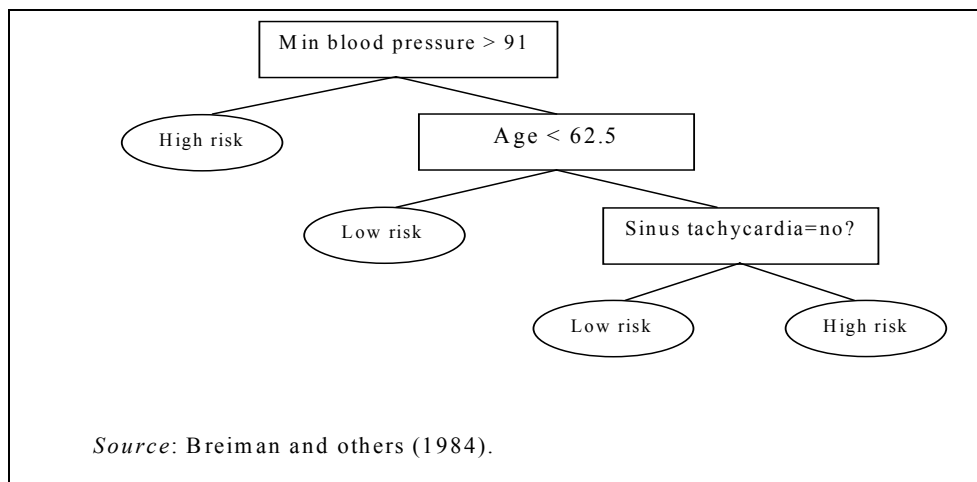 Min blood pressure > 91
High risk
Age < 62.5
Low risk
Sinus tachycardia=no?
Low risk
High risk
Source: Breiman and others (1984).